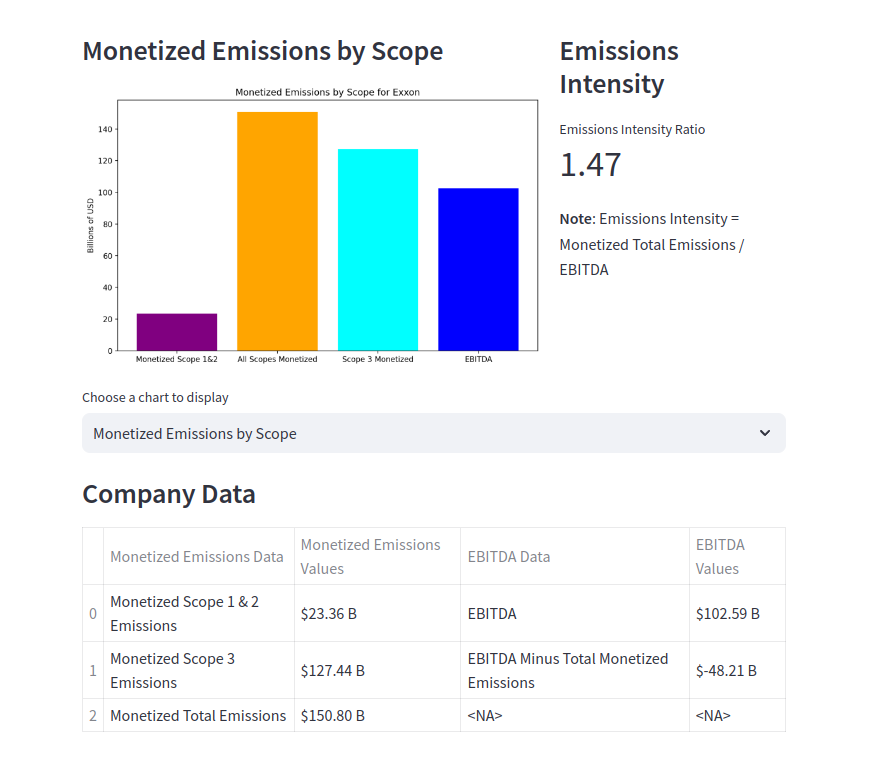 Monetized Emissions by Scope
Monetized Emissions by Scope for Exxon
Billions of USD
140
120
100
80
60
40
20
0
Monetized Scope 1&2 All Scopes Monetized Scope 3 Monetized EBITDA
Emissions
Intensity
Emissions Intensity Ratio
1.47
Note: Emissions Intensity =
Monetized Total Emissions /
EBITDA
Choose a chart to display
Monetized Emissions by Scope
Company Data
Monetized Emissions Data
Monetized Emissions
Values
EBITDA Data
EBITDA
Values
0
Monetized Scope 1 & 2
Emissions
$23.36 B
EBITDA
$102.59 B
1
Monetized Scope 3
Emissions
$127.44 B
EBITDA Minus Total Monetized
Emissions
$-48.21 B
2
Monetized Total Emissions
$150.80 B
<NA>
<NA>